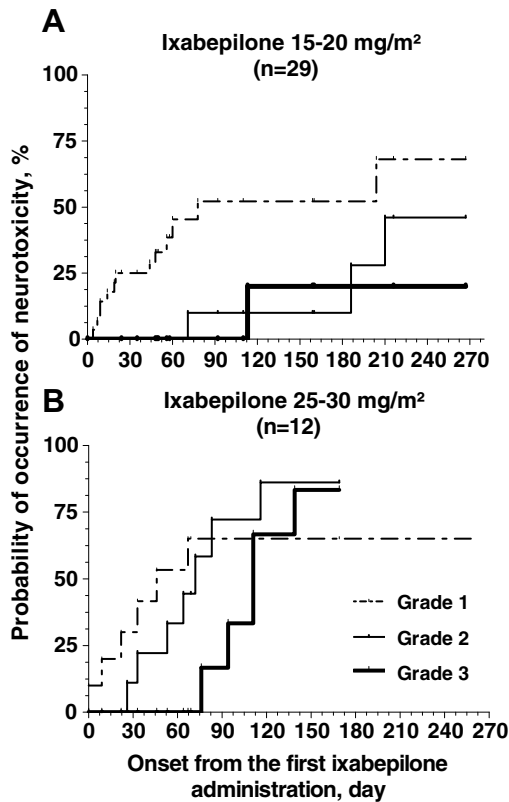 A
Ixabepilone 15-20 mg/m²
(n=29)
100
75
50
25
0
0 30 60 90 120 150 180 210 240 270
Probability of occurrence of neurotoxicity, %
B
Ixabepilone 25-30 mg/m²
(n=12)
100
75
50
25
0
Grade 1
Grade 2
Grade 3
0 30 60 90 120 150 180 210 240 270
Onset from the first ixabepilone
administration, day